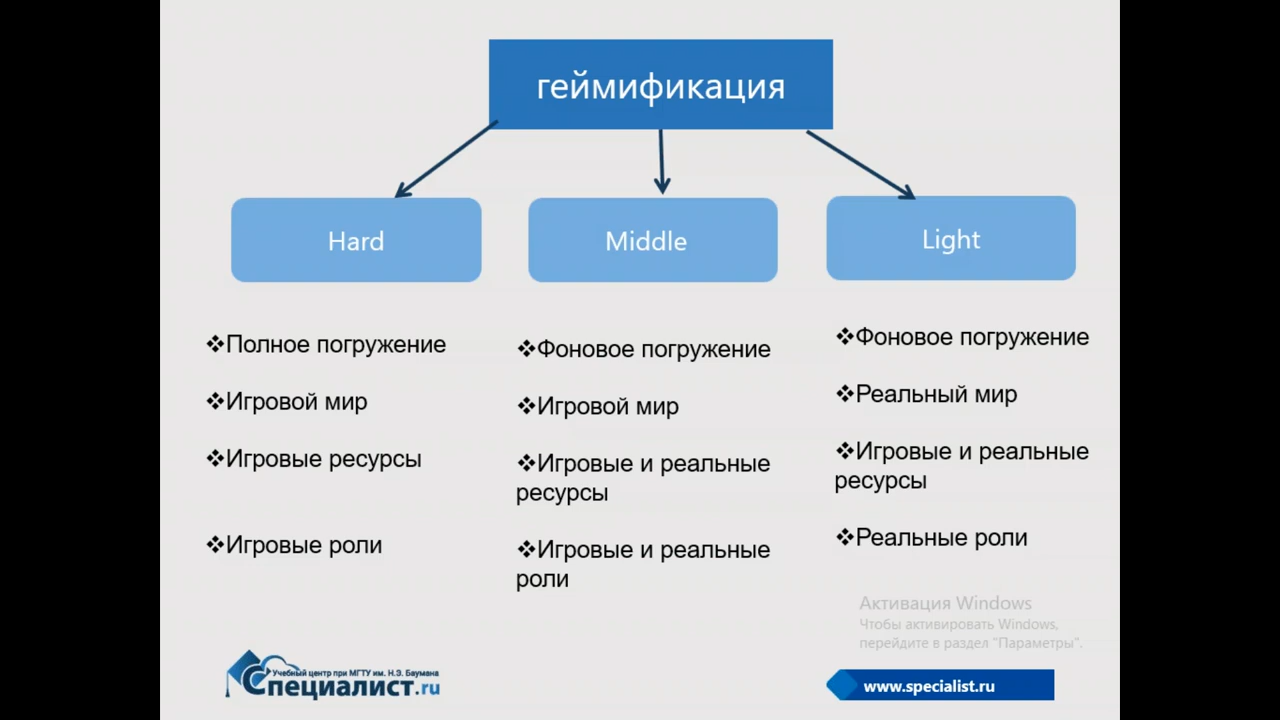 геймификация
Hard
Middle
Light
❖Полное погружение
❖Игровой мир
❖Игровые ресурсы
❖Игровые роли
❖Фоновое погружение
❖Игровой мир
❖Игровые и реальные
ресурсы
❖Игровые и реальные
роли
❖Фоновое погружение
❖Реальный мир
❖Игровые и реальные
ресурсы
❖Реальные роли
Активация Windows
Чтобы активировать Windows,
перейдите в раздел "Параметры".
Учебный центр при МГТУ им. Н.Э. Баумана
Специалист.ru
www.specialist.ru